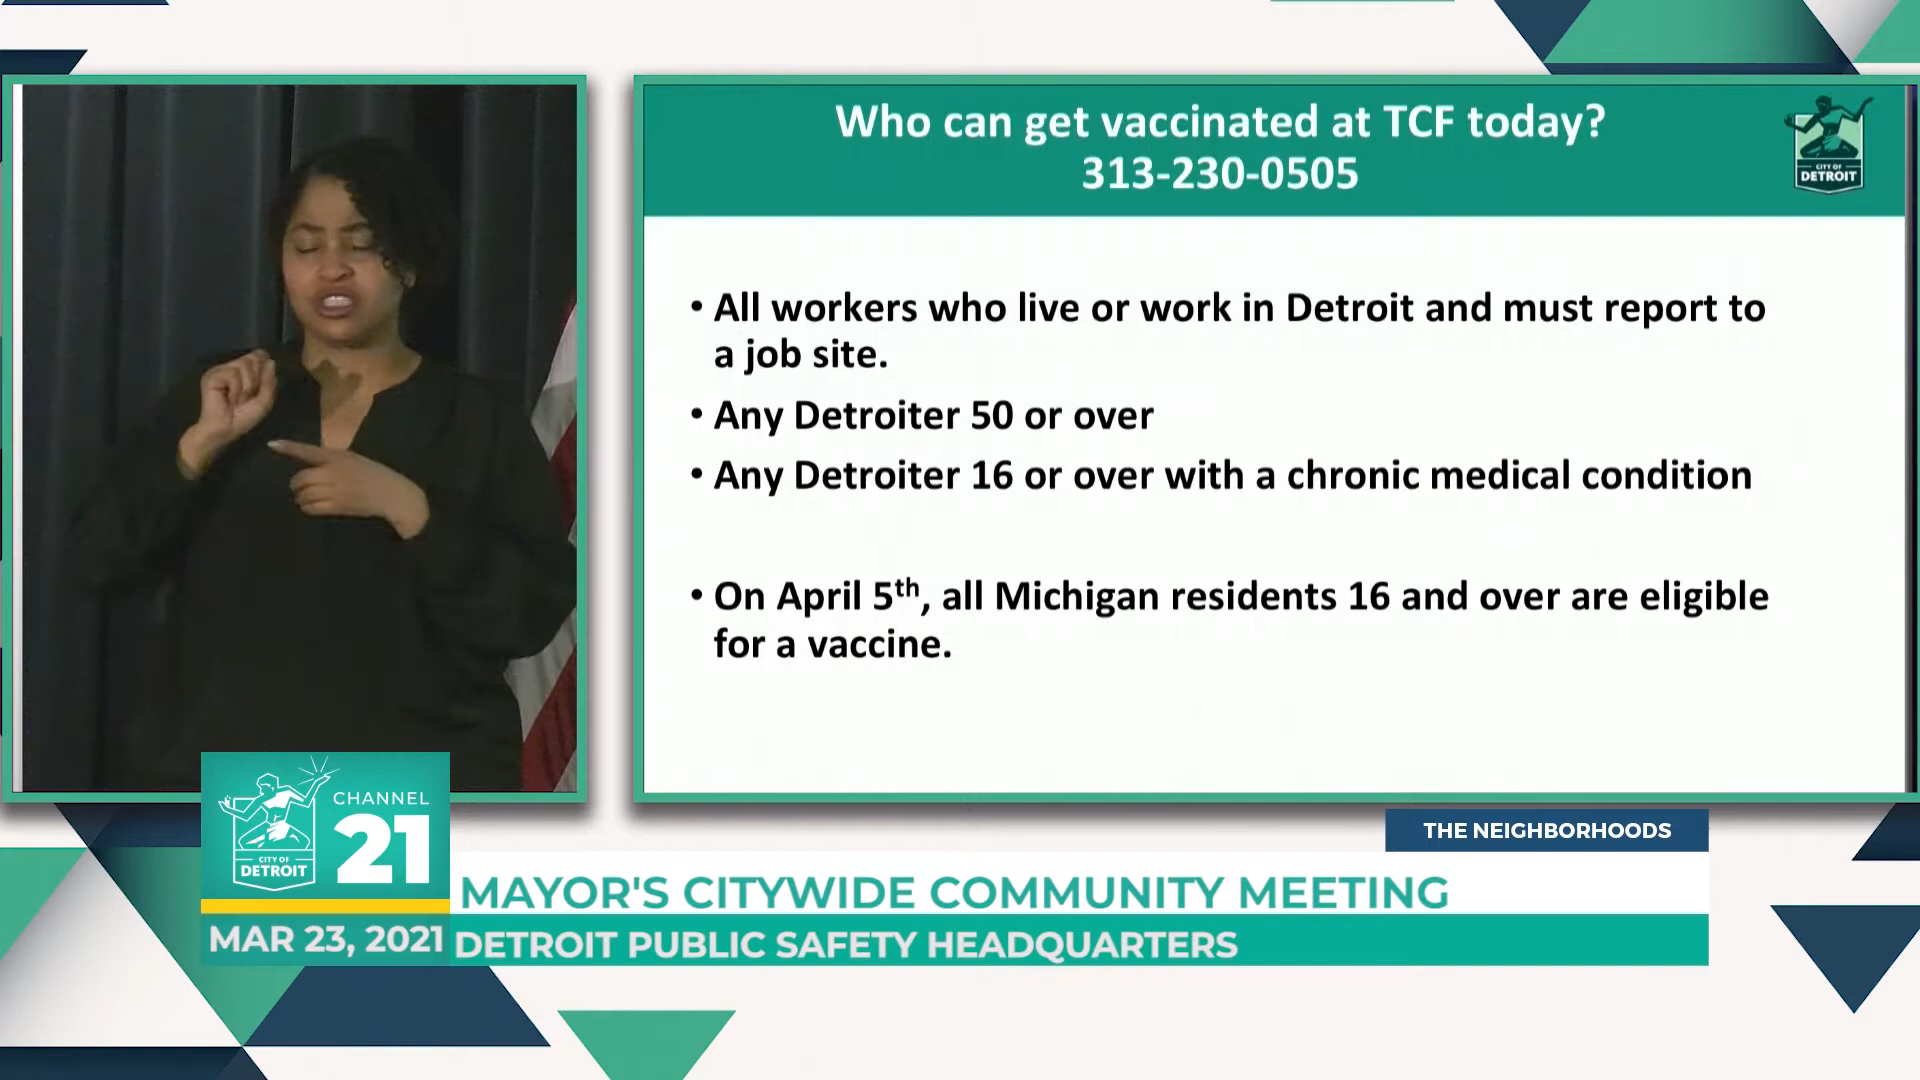 Who can get vaccinated at TCF today?
313-230-0505
CITY OF
DETROIT
• All workers who live or work in Detroit and must report to
a job site.
• Any Detroiter 50 or over
• Any Detroiter 16 or over with a chronic medical condition
• On April 5th, all Michigan residents 16 and over are eligible
for a vaccine.
THE NEIGHBORHOODS
CHANNEL
21
CITY OF
DETROIT
MAYOR'S CITYWIDE COMMUNITY MEETING
MAR 23, 2021
DETROIT PUBLIC SAFETY HEADQUARTERS